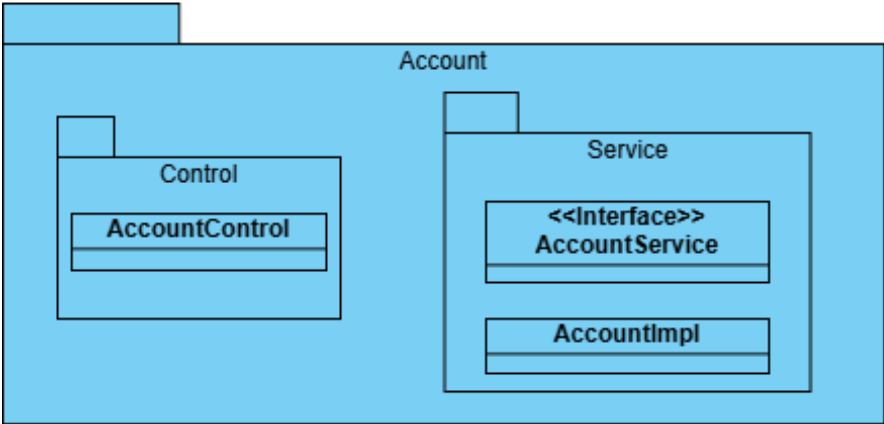 Account
Control
AccountControl
Service
<<Interface>>
AccountService
AccountImpl